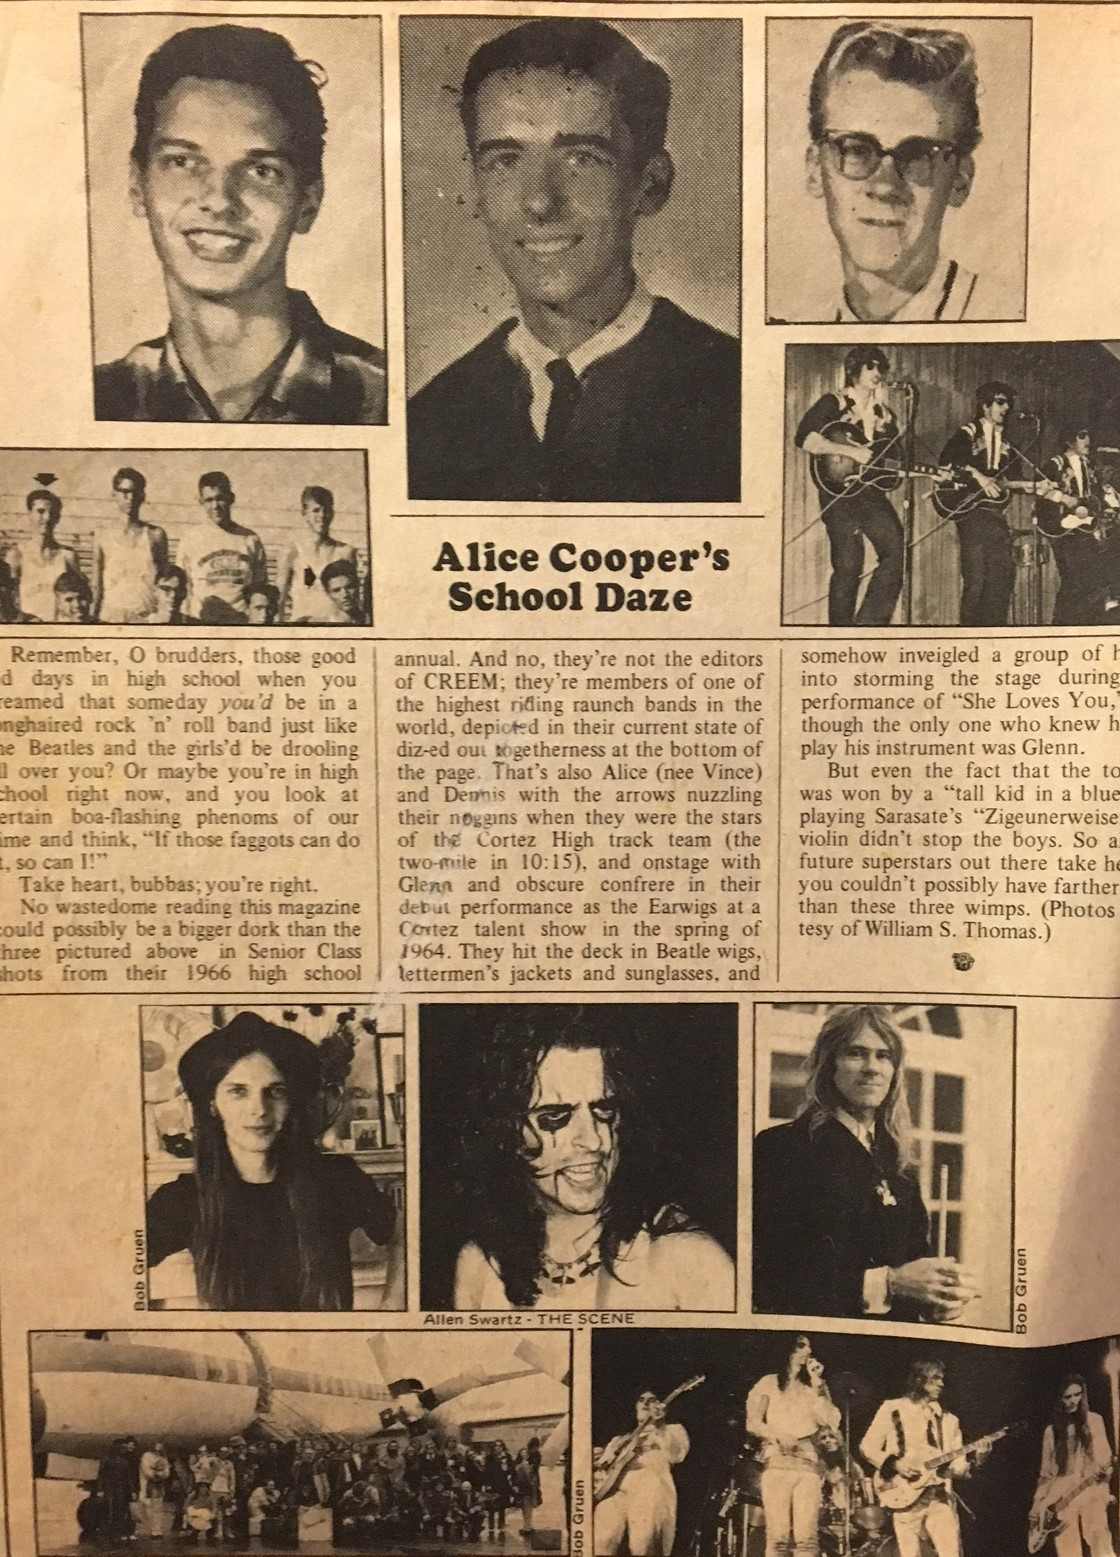 Alice Cooper's
School Daze
Remember, O brudders, those good
d days in high school when you
reamed that someday you'd be in a
onghaired rock 'n' roll band just like
he Beatles and the girls'd be drooling
ll over you? Or maybe you're in high
chool right now, and you look at
ertain boa-flashing phenoms of our
ime and think, "If those faggots can do
t, so can I!"
Take heart, bubbas; you're right.
No wastedome reading this magazine
could possibly be a bigger dork than the
three pictured above in Senior Class
shots from their 1966 high school
annual. And no, they're not the editors
of CREEM; they're members of one of
the highest riding raunch bands in the
world, depicted in their current state of
diz-ed out togetherness at the bottom of
the page. That's also Alice (nee Vince)
and Dennis with the arrows nuzzling
their noggins when they were the stars
of the Cortez High track team (the
two-mile in 10:15), and onstage with
Glenn and obscure confrere in their
debut performance as the Earwigs at a
Cortez talent show in the spring of
1964. They hit the deck in Beatle wigs,
lettermen's jackets and sunglasses, and
somehow inveigled a group of h
into storming the stage during
performance of "She Loves You,"
though the only one who knew h
play his instrument was Glenn.
But even the fact that the to
was won by a "tall kid in a blue
playing Sarasate's "Zigeunerweise
violin didn't stop the boys. So a
future superstars out there take he
you couldn't possibly have farther
than these three wimps. (Photos
tesy of William S. Thomas.)
Bob Gruen
Allen Swartz - THE SCENE
Bob Gruen
Bob Gruen